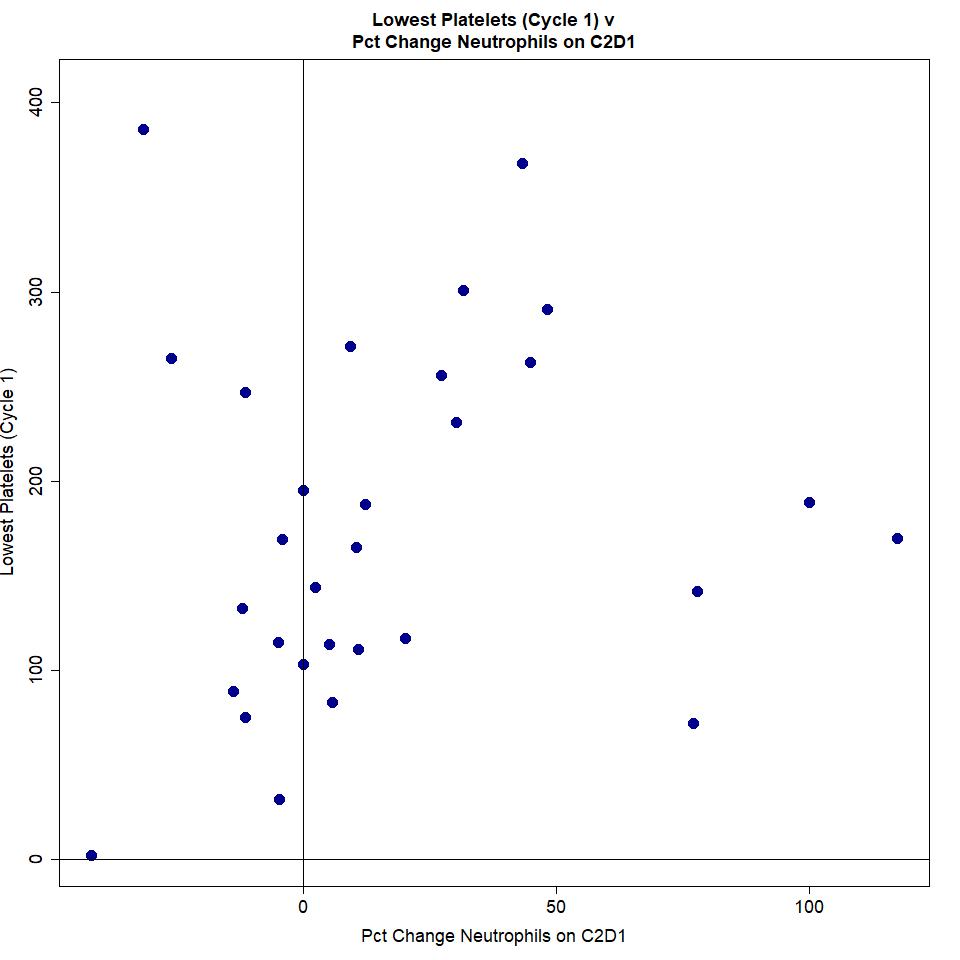 Lowest Platelets (Cycle 1) v
Pct Change Neutrophils on C2D1
400
300
200
100
0
Lowest Platelets (Cycle 1)
0 50 100
Pct Change Neutrophils on C2D1